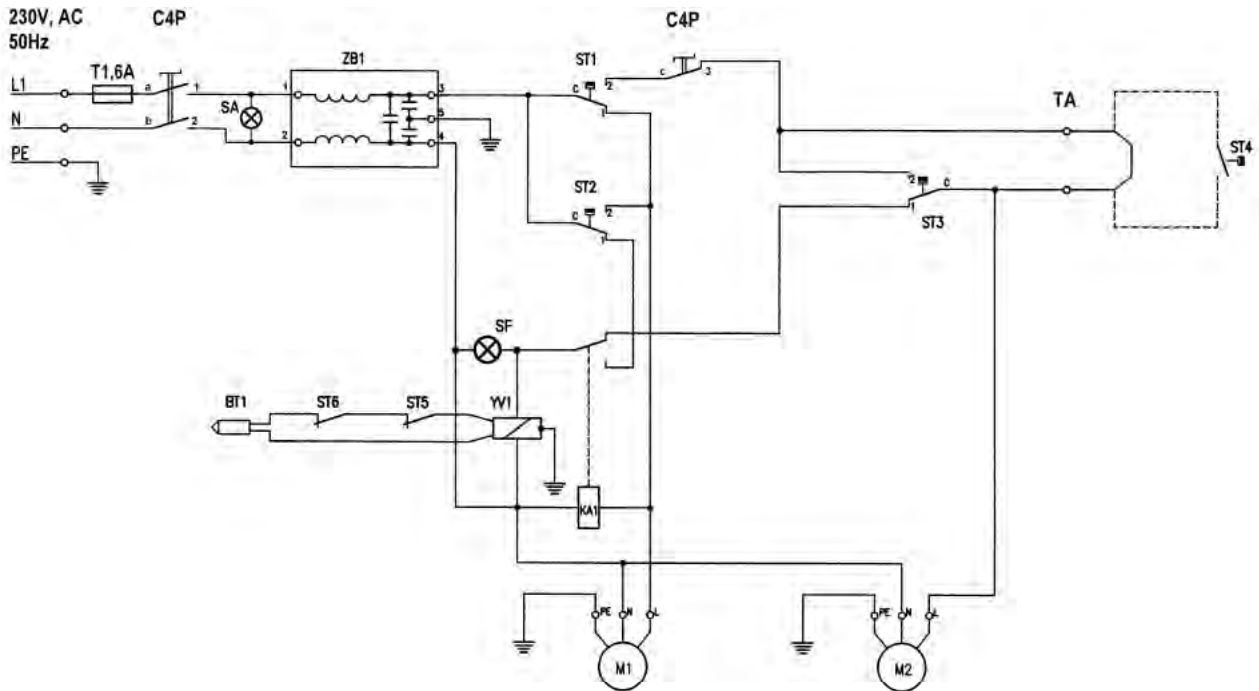 230V, AC
50Hz
C4P
C4P
ZB1
ST1
T1,6A
L1
a
1
1
3
c
2
c
3
SA
5
1
TA
N
b
2
2
4
ST4
PE
ST2
2
c
c
2
1
1
ST3
SF
BT1
ST6
ST5
YV1
KA1
PE
N
L
PE
N
L
M1
M2